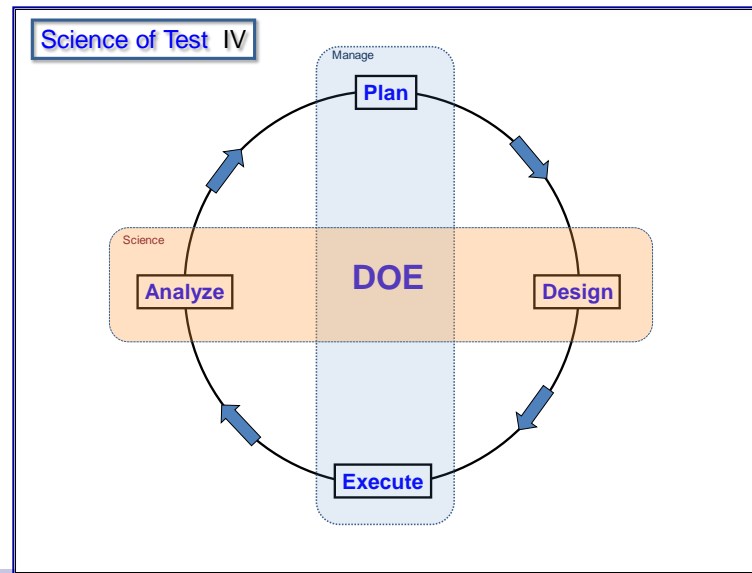 Science of Test IV
Manage
Plan
Science
DOE
Analyze
Design
Execute